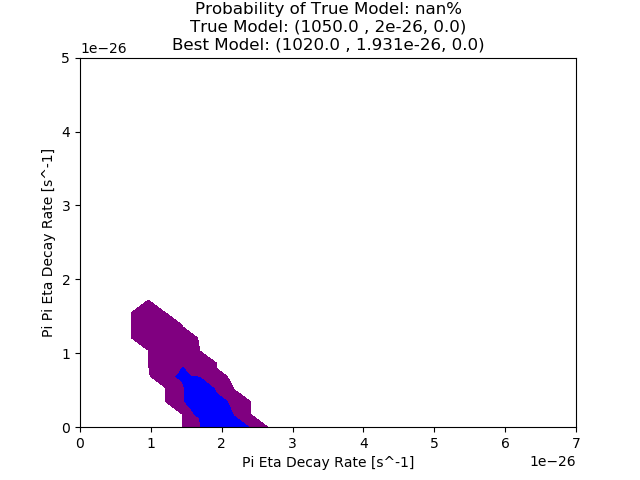 Probability of True Model: nan%
True Model: (1050.0 , 2e-26, 0.0)
Best Model: (1020.0 , 1.931e-26, 0.0)
1e−26
5
4
3
2
1
0
Pi Pi Eta Decay Rate [s^-1]
0 1 2 3 4 5 6 7
Pi Eta Decay Rate [s^-1]
1e−26